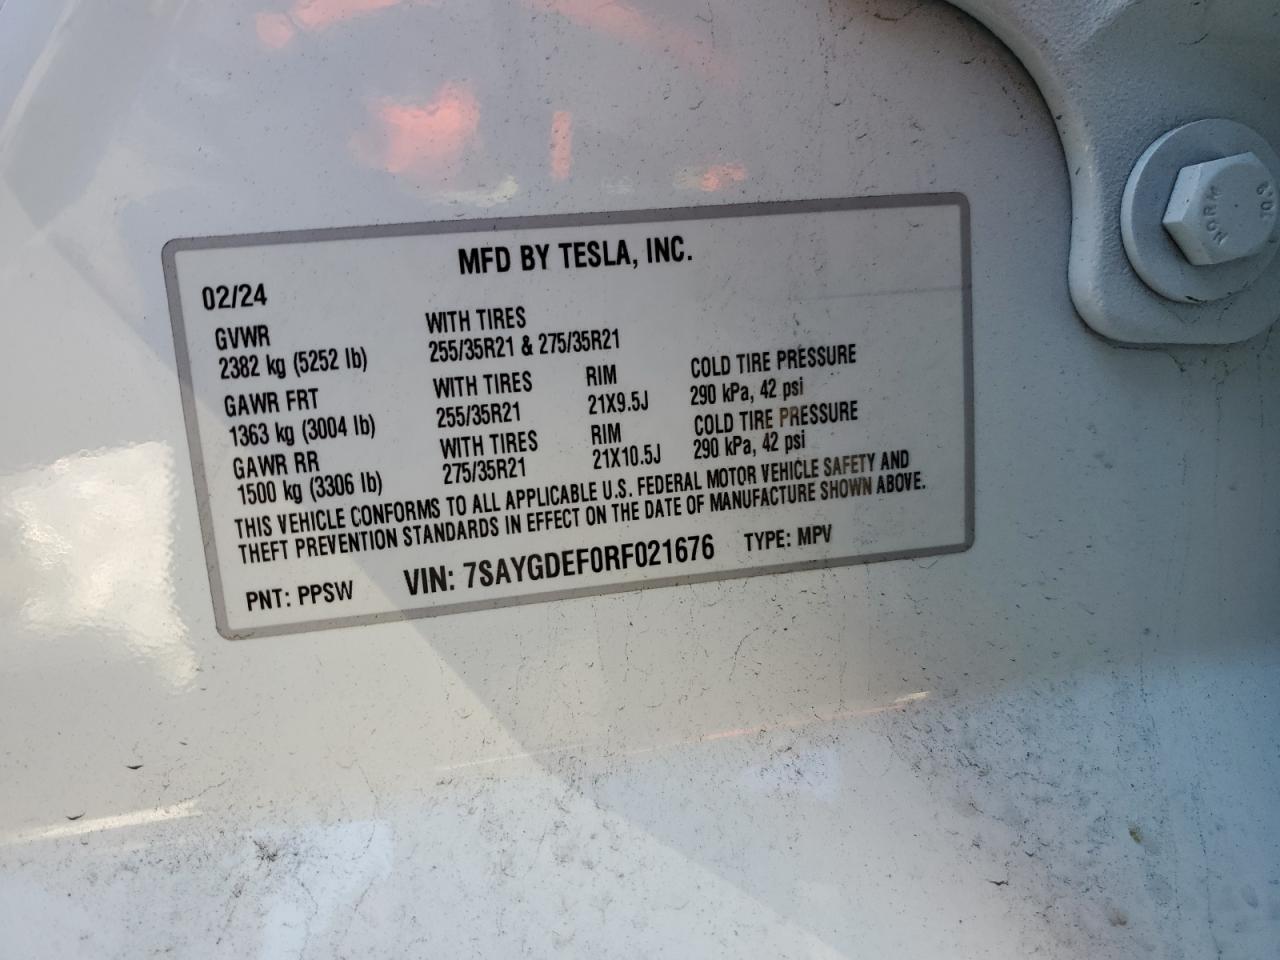 MFD BY TESLA, INC.
02/24
GVWR WITH TIRES
2382 kg (5252 lb) 255/35R21 & 275/35R21
GAWR FRT WITH TIRES RIM COLD TIRE PRESSURE
1363 kg (3004 lb) 255/35R21 21X9.5J 290 kPa, 42 psi
GAWR RR WITH TIRES RIM COLD TIRE PRESSURE
1500 kg (3306 lb) 275/35R21 21X10.5J 290 kPa, 42 psi
THIS VEHICLE CONFORMS TO ALL APPLICABLE U.S. FEDERAL MOTOR VEHICLE SAFETY AND
THEFT PREVENTION STANDARDS IN EFFECT ON THE DATE OF MANUFACTURE SHOWN ABOVE.
PNT: PPSW VIN: 7SAYGDEF0RF021676 TYPE: MPV
NORM
10.9